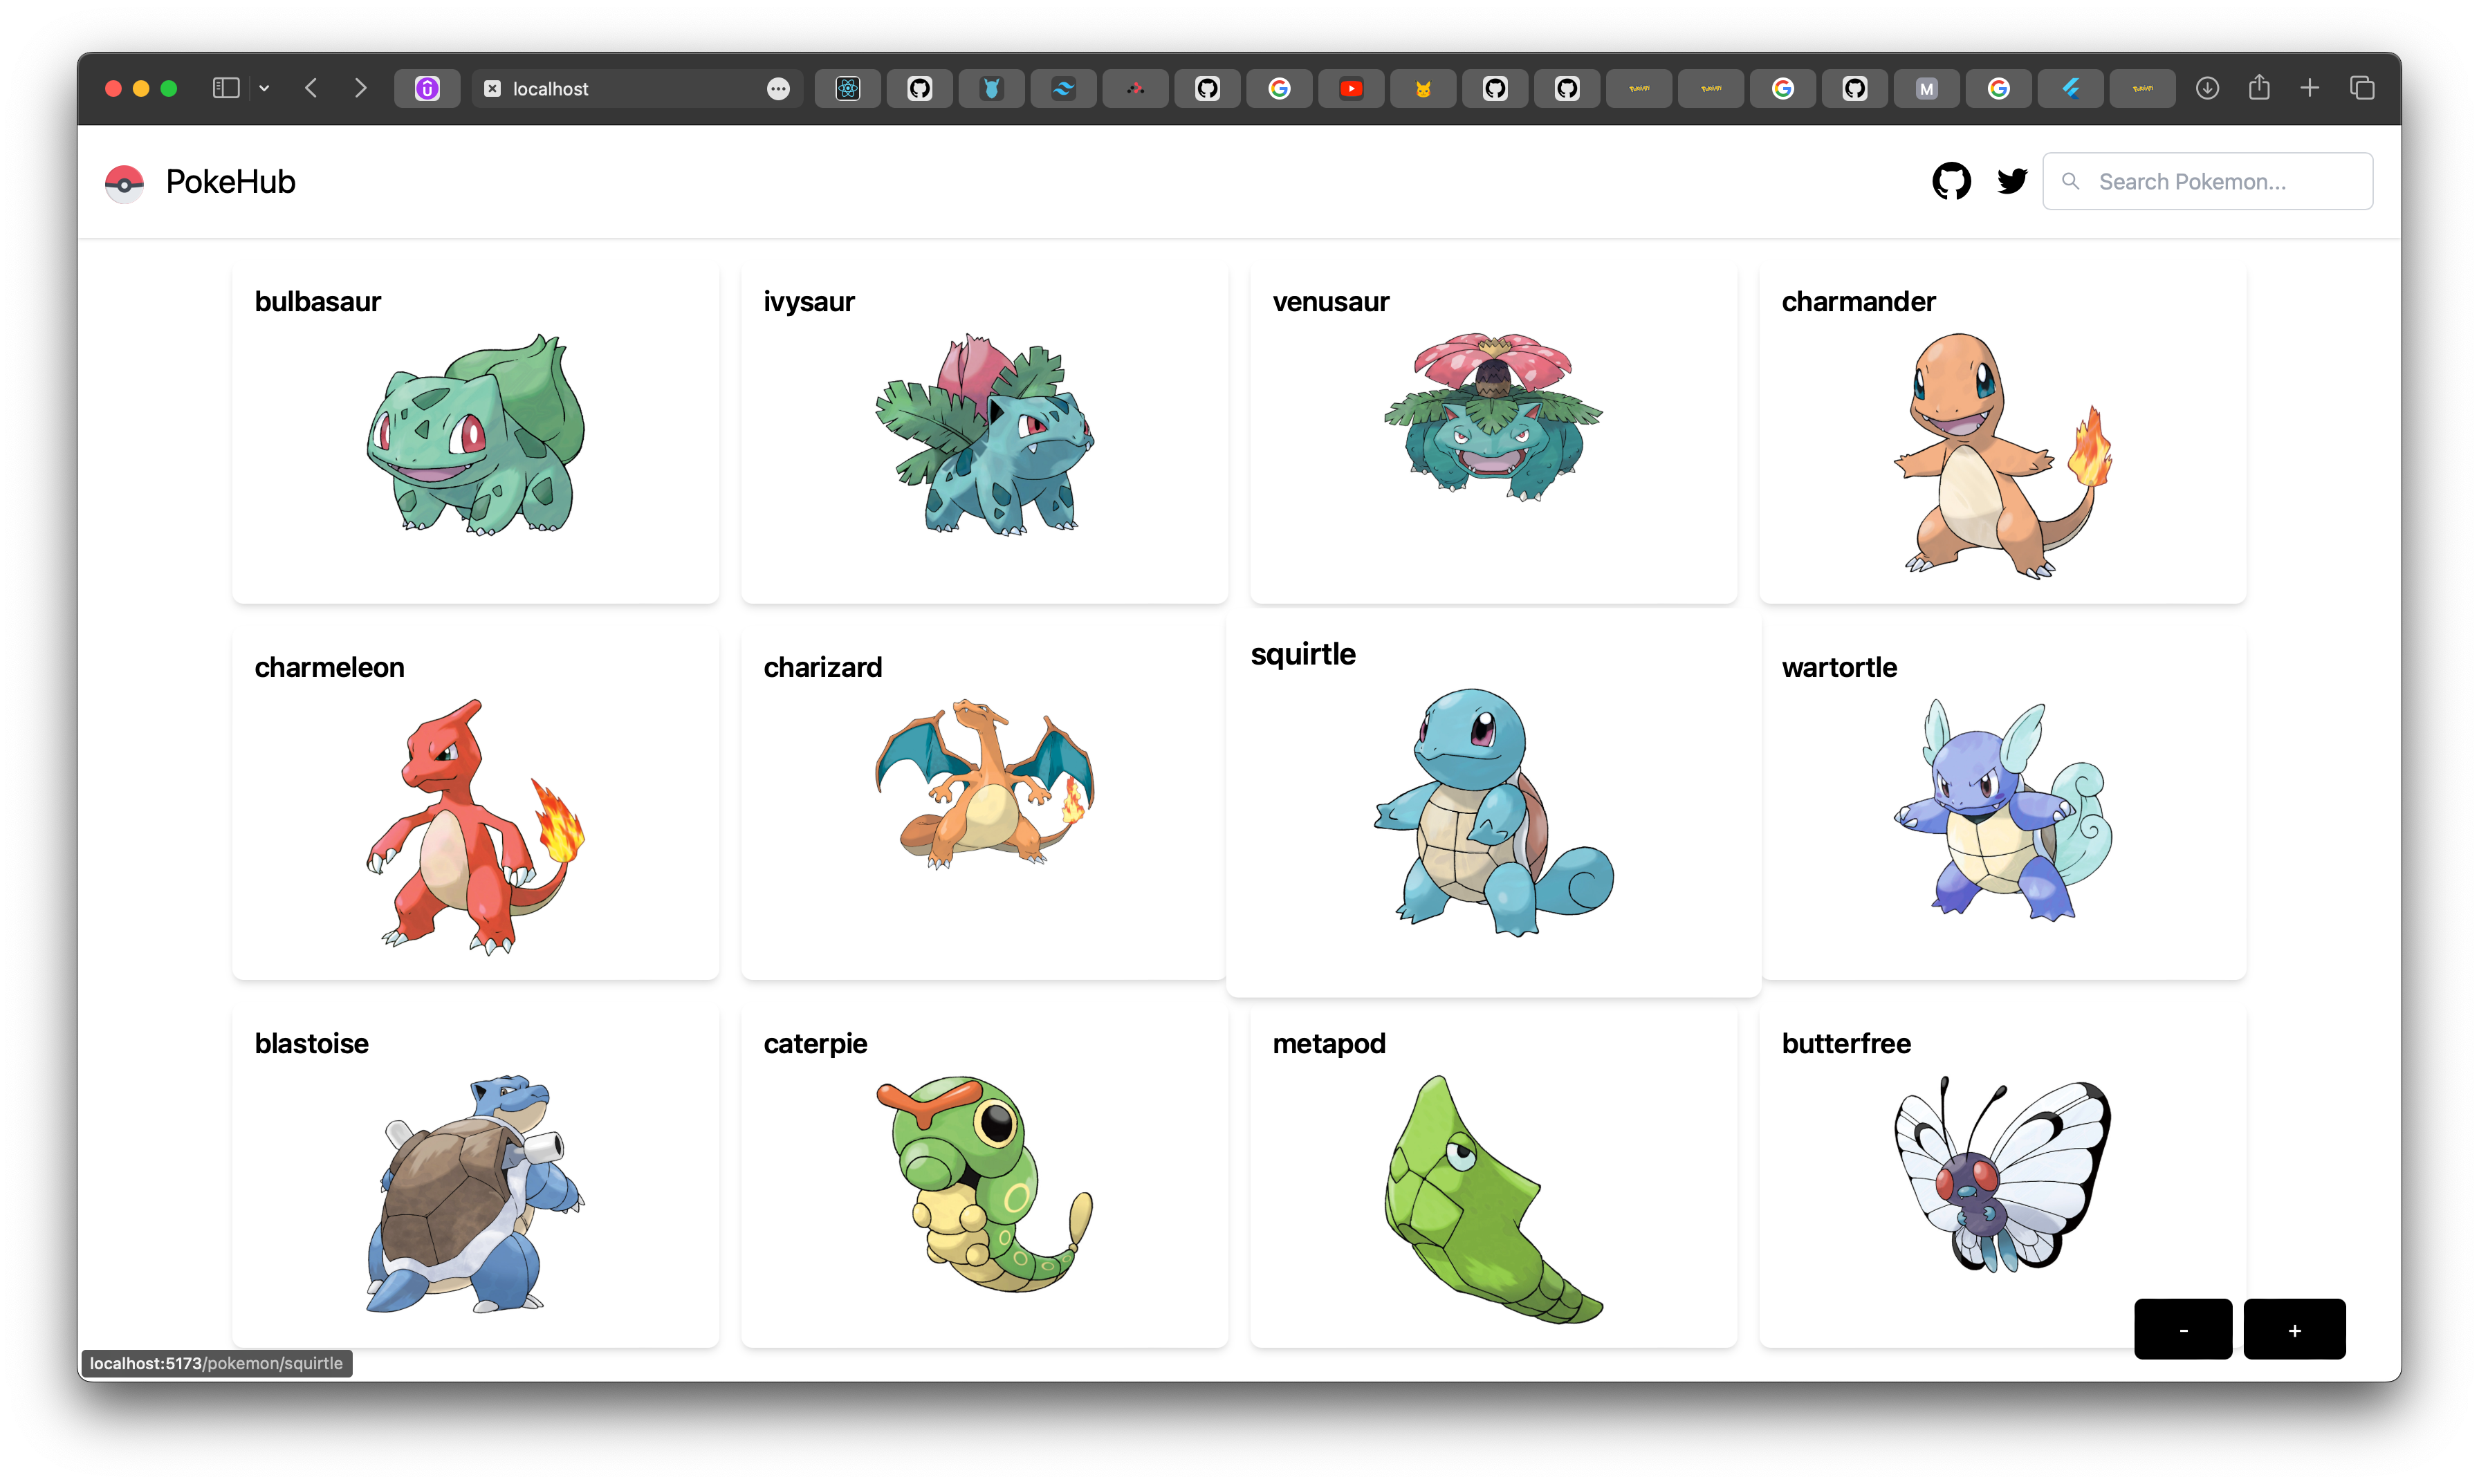 localhost
M
PokeHub
Search Pokemon...
bulbasaur
ivysaur
venusaur
charmander
charmeleon
charizard
squirtle
wartortle
blastoise
caterpie
metapod
butterfree
- +
localhost:5173/pokemon/squirtle